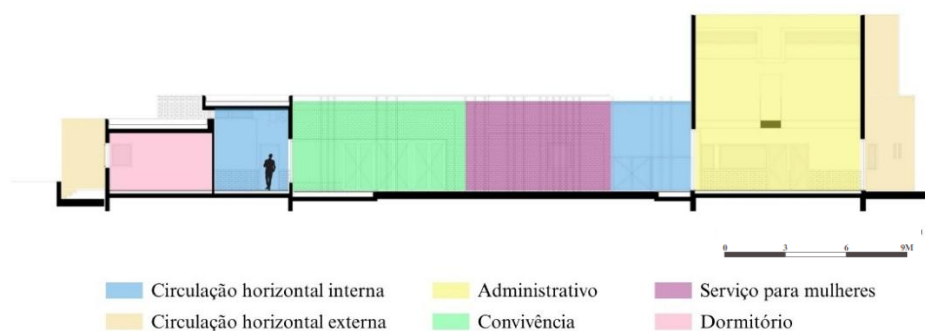 0 3 6 9M
Circulação horizontal interna Administrativo Serviço para mulheres
Circulação horizontal externa Convivência Dormitório